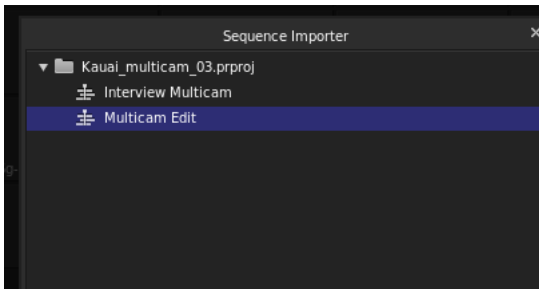 Sequence Importer
Kauai_multicam_03.prproj
Interview Multicam
Multicam Edit